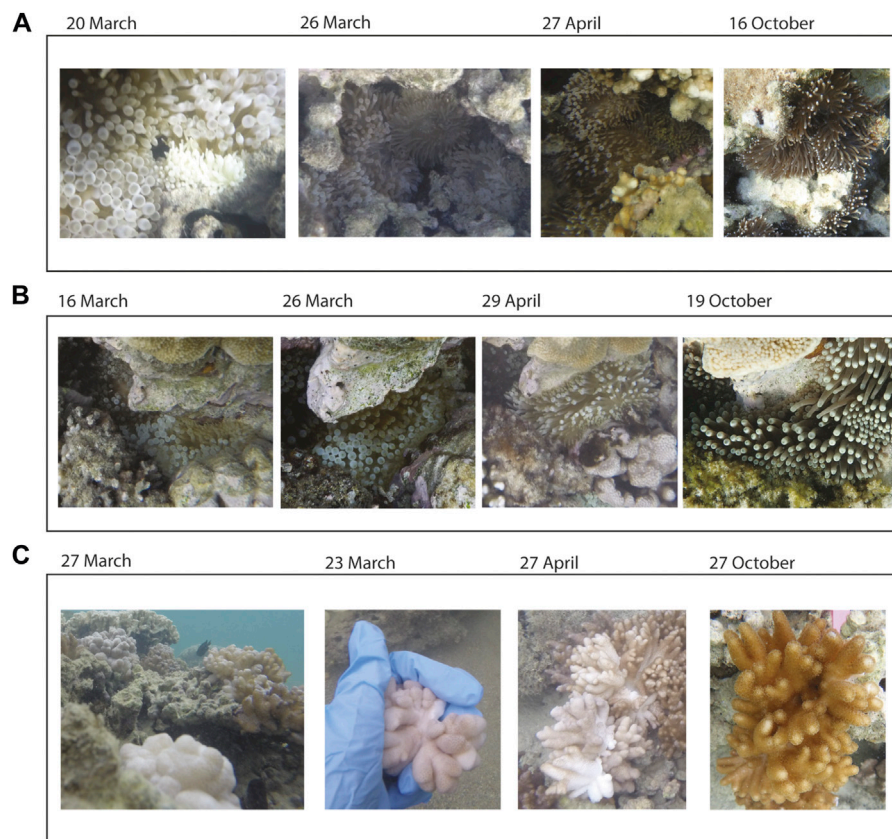 A
20 March 26 March 27 April 16 October
B
16 March 26 March 29 April 19 October
C
27 March 23 March 27 April 27 October